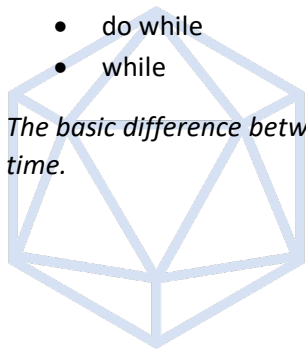 • do while
• while
The basic difference betw
time.